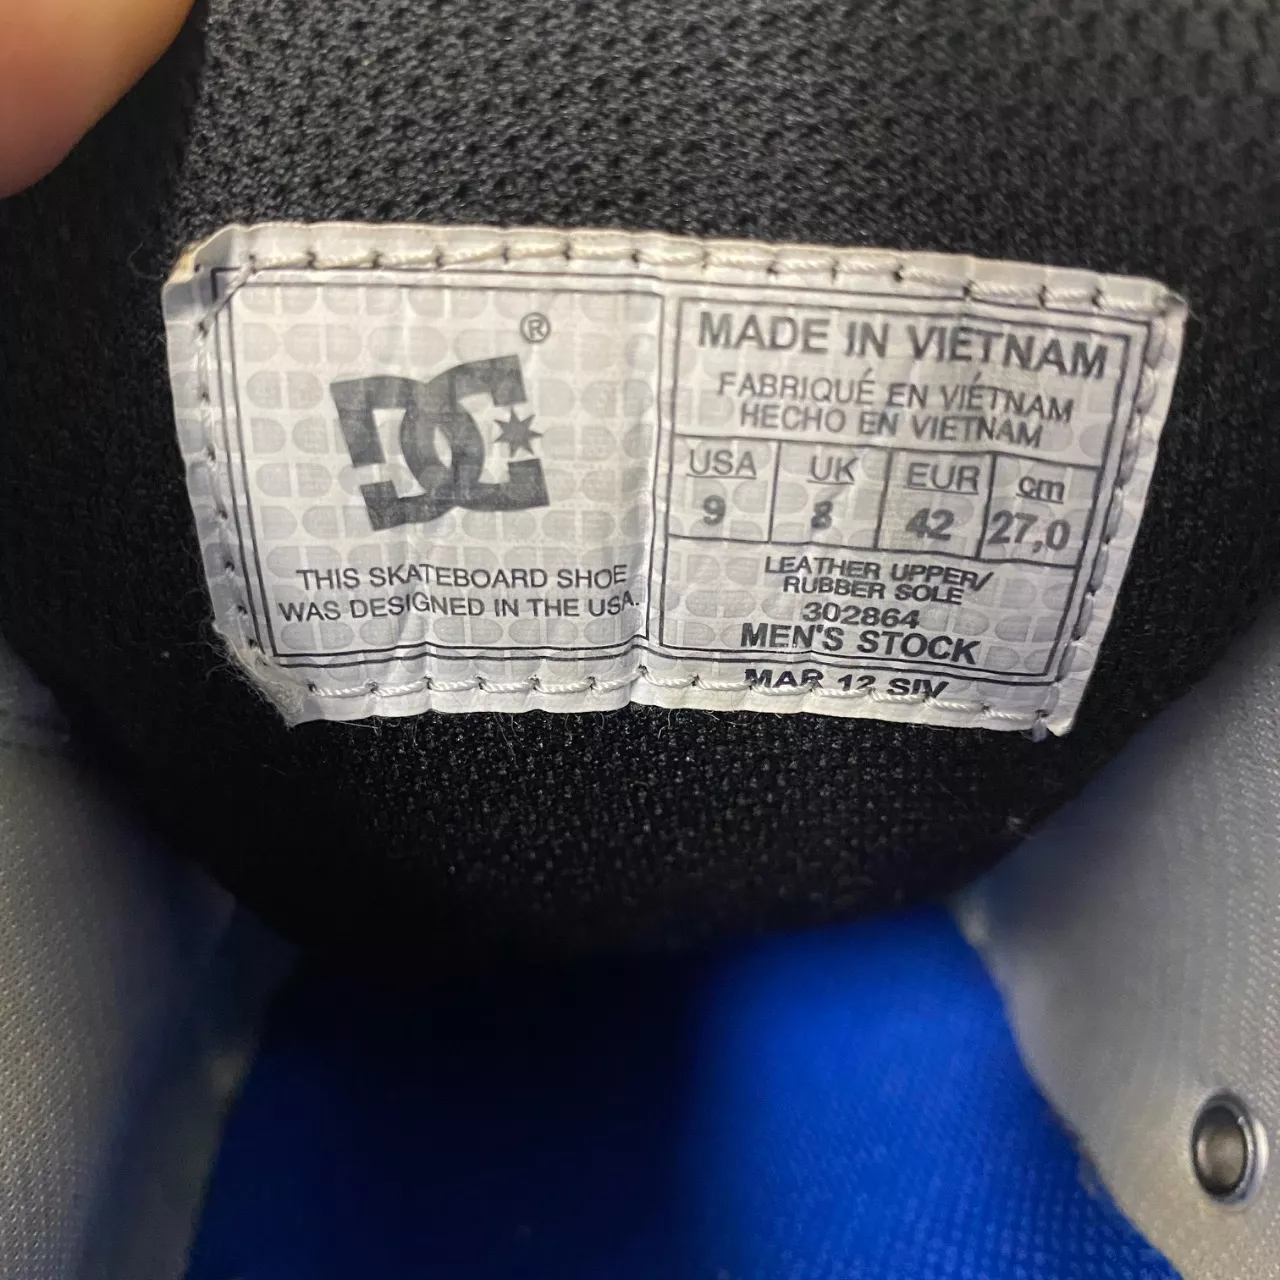 ®
DC
THIS SKATEBOARD SHOE
WAS DESIGNED IN THE USA.
MADE IN VIETNAM
FABRIQUÉ EN VIÉTNAM
HECHO EN VIETNAM
USA UK EUR cm
9 8 42 27,0
LEATHER UPPER/
RUBBER SOLE
302864
MEN'S STOCK
MAR 12 SIV